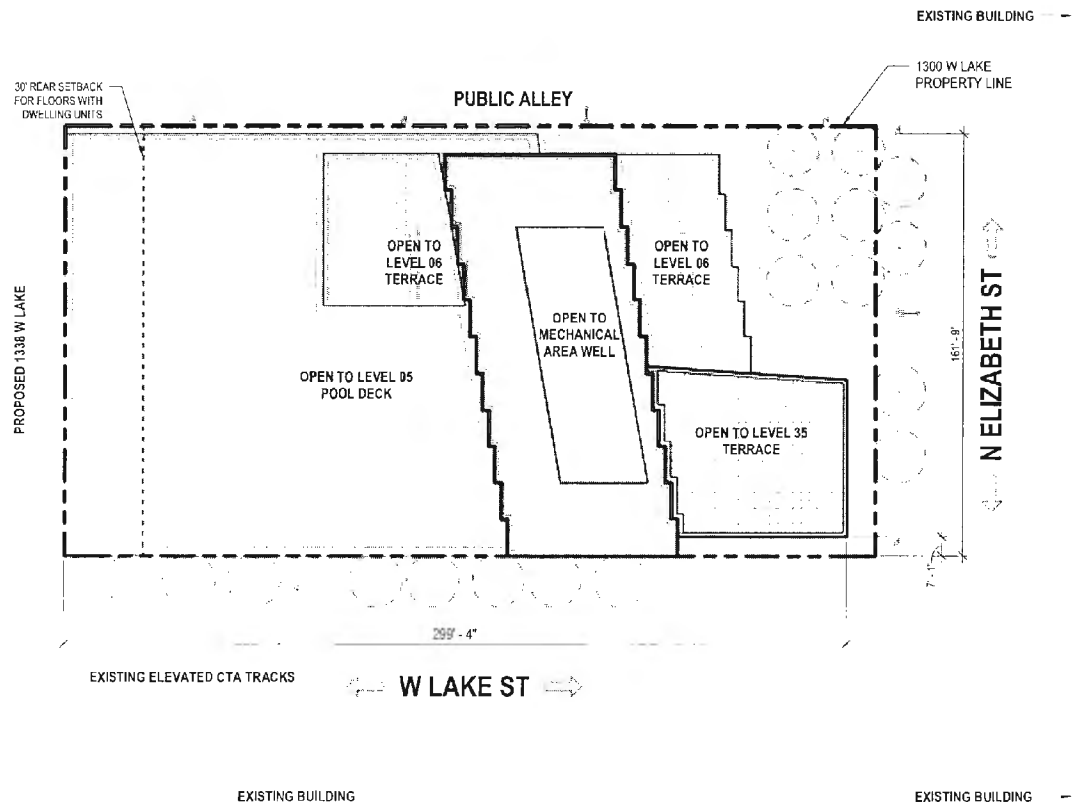 EXISTING BUILDING
1300 W LAKE
PROPERTY LINE
30' REAR SETBACK
FOR FLOORS WITH
DWELLING UNITS
PUBLIC ALLEY
OPEN TO
LEVEL 06
TERRACE
OPEN TO
LEVEL 06
TERRACE
OPEN TO
MECHANICAL
AREA WELL
OPEN TO LEVEL 05
POOL DECK
OPEN TO LEVEL 35
TERRACE
PROPOSED 1338 W LAKE
161' - 9"
N ELIZABETH ST
7' - 1"
299' - 4"
EXISTING ELEVATED CTA TRACKS
W LAKE ST
EXISTING BUILDING
EXISTING BUILDING